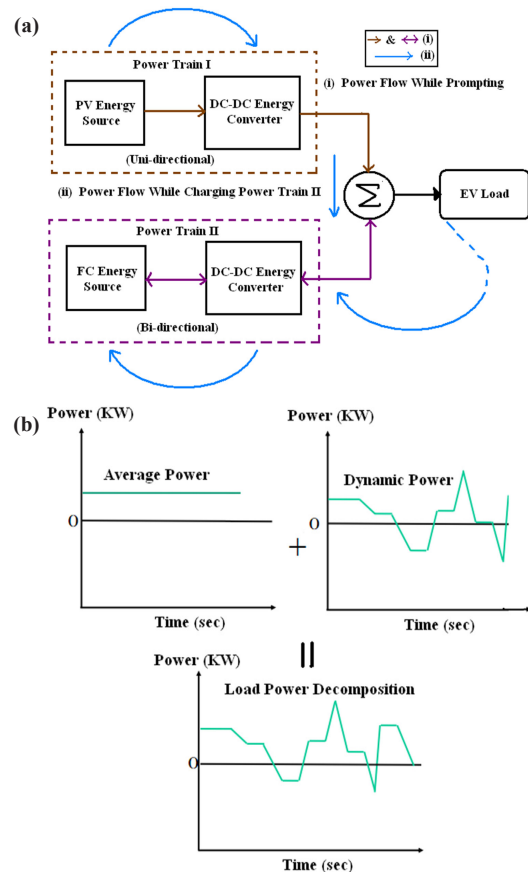 (a)
→ & ↔ (i)
→ (ii)
(i) Power Flow While Prompting
Power Train I
PV Energy
Source
DC-DC Energy
Converter
(Uni-directional)
(ii) Power Flow While Charging Power Train II
Σ
EV Load
Power Train II
FC Energy
Source
DC-DC Energy
Converter
(Bi-directional)
(b)
Power (KW)
Average Power
O
Time (sec)
+
Power (KW)
Dynamic Power
O
Time (sec)
=
Power (KW)
Load Power Decomposition
O
Time (sec)